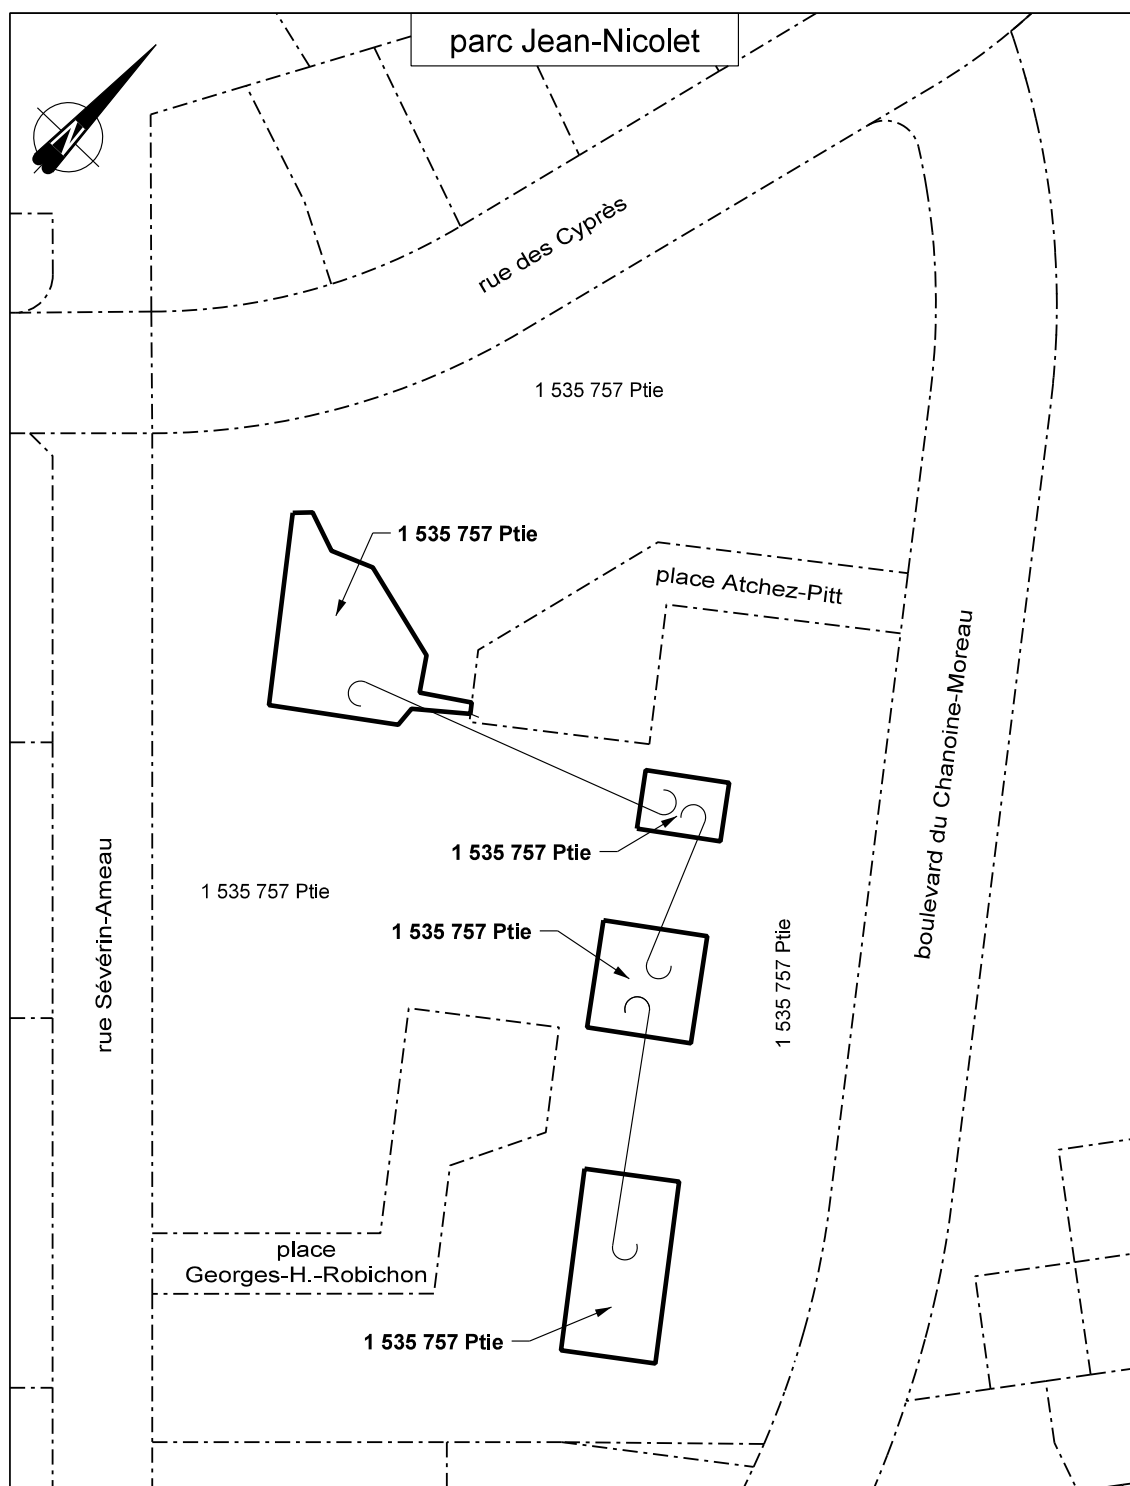 parc Jean-Nicolet
N
rue des Cyprès
1 535 757 Ptie
1 535 757 Ptie
place Atchez-Pitt
boulevard du Chanoine-Moreau
1 535 757 Ptie
1 535 757 Ptie
rue Sévérin-Ameau
1 535 757 Ptie
1 535 757 Ptie
place
Georges-H.-Robichon
1 535 757 Ptie